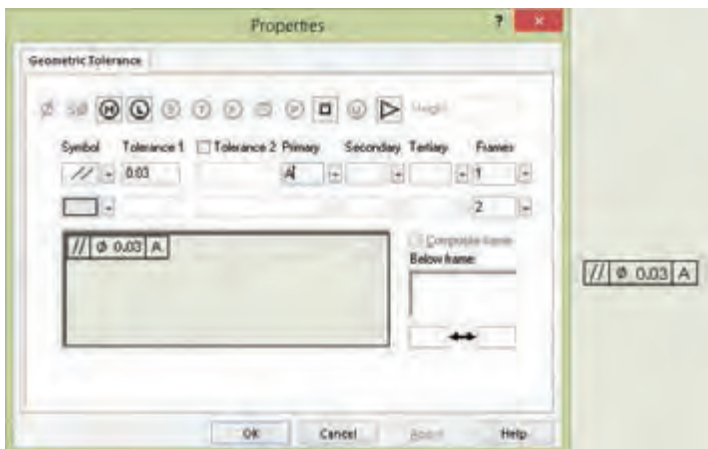 Properties ?
Geometric Tolerance
Ø SØ Ⓜ Ⓛ Height
Symbol Tolerance 1 Tolerance 2 Primary Secondary Tertiary Frames
// 0.03 A 1
2
// Ø 0.03 A
Composite frame
Below frame:
// Ø 0.03 A
OK Cancel Help